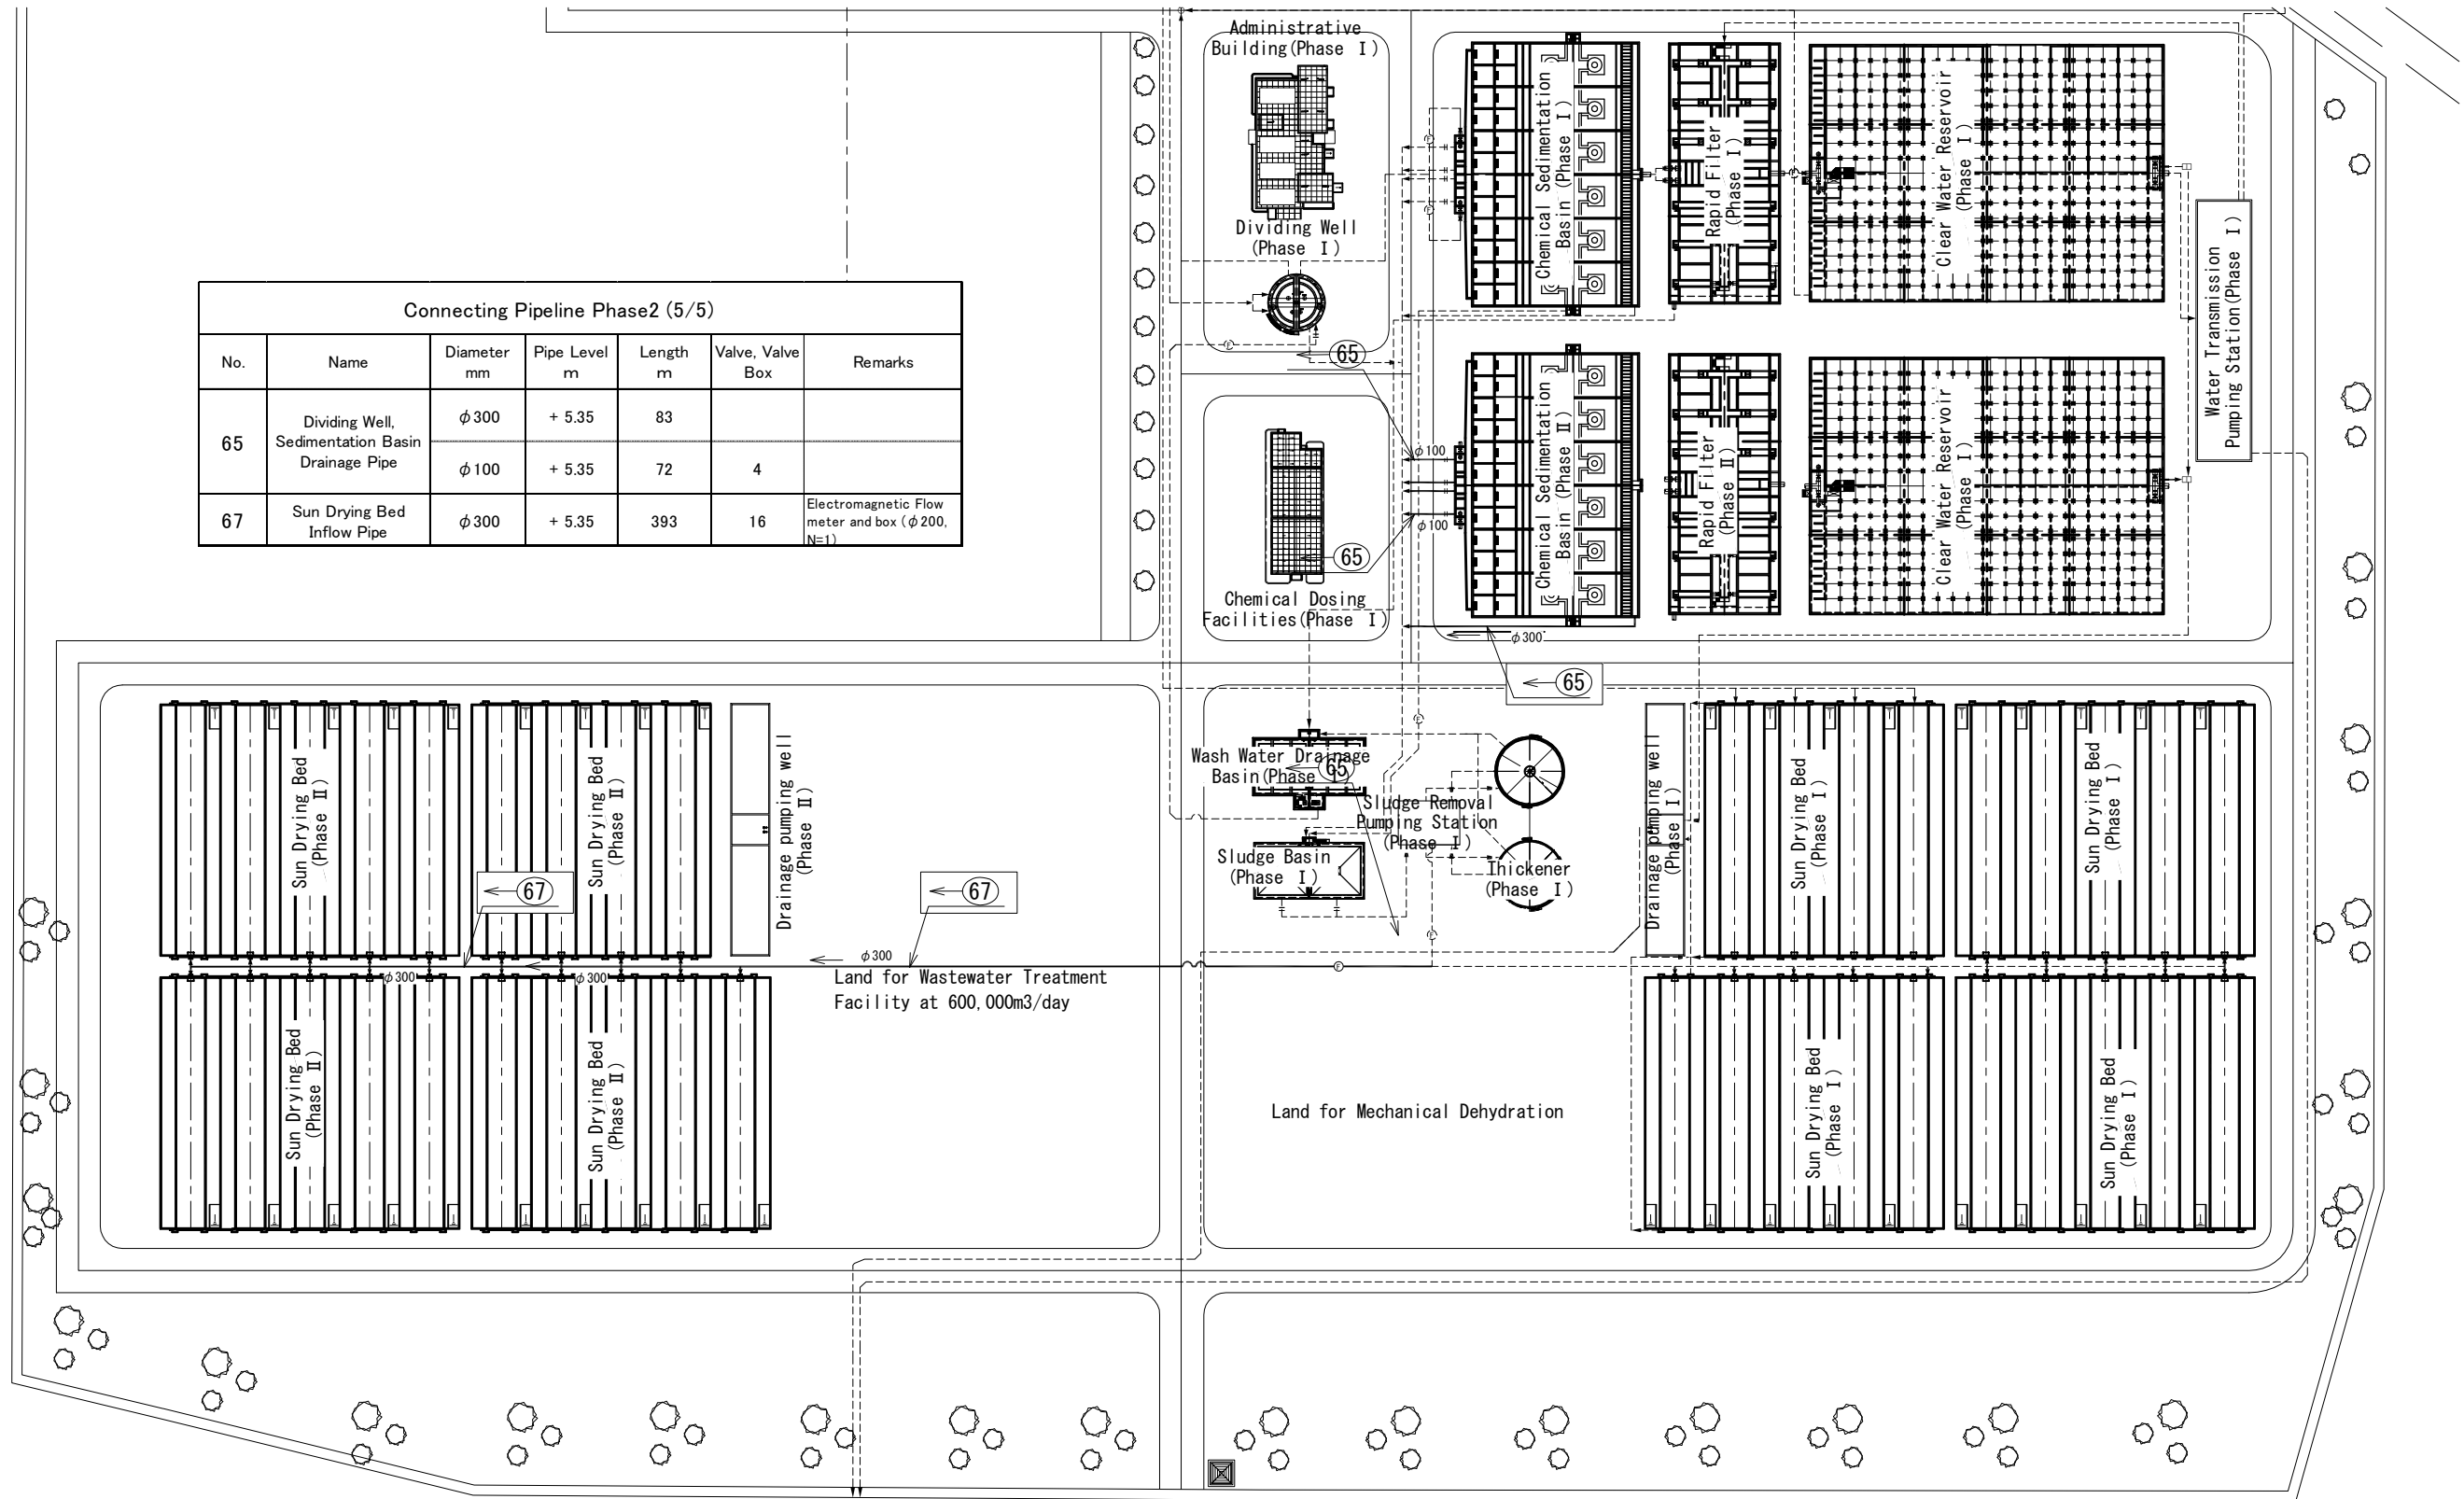 Administrative
Building(Phase Ⅰ)
Dividing Well
(Phase Ⅰ)
Chemical Sedimentation
Basin (Phase Ⅰ)
Rapid Filter
(Phase Ⅰ)
Clear Water Reservoir
(Phase Ⅰ)
Water Transmission
Pumping Station(Phase Ⅰ)
Connecting Pipeline Phase2 (5/5)
No.
Name
Diameter
mm
Pipe Level
m
Length
m
Valve, Valve
Box
Remarks
65
Dividing Well,
Sedimentation Basin
Drainage Pipe
φ300
+ 5.35
83
φ100
+ 5.35
72
4
67
Sun Drying Bed
Inflow Pipe
φ300
+ 5.35
393
16
Electromagnetic Flow
meter and box (φ200,
N=1)
65
Chemical Sedimentation
Basin (Phase Ⅱ)
Rapid Filter
(Phase Ⅱ)
Clear Water Reservoir
(Phase Ⅰ)
φ100
φ100
65
Chemical Dosing
Facilities(Phase Ⅰ)
φ300
65
Sun Drying Bed
(Phase Ⅱ)
Sun Drying Bed
(Phase Ⅱ)
Drainage pumping well
(Phase Ⅱ)
Wash Water Drainage
Basin(Phase Ⅰ)
65
Sludge Removal
Pumping Station
(Phase Ⅰ)
Sludge Basin
(Phase Ⅰ)
Thickener
(Phase Ⅰ)
Drainage pumping well
(Phase Ⅰ)
Sun Drying Bed
(Phase Ⅰ)
Sun Drying Bed
(Phase Ⅰ)
67
67
φ300
φ300
φ300
Land for Wastewater Treatment
Facility at 600,000m3/day
Sun Drying Bed
(Phase Ⅱ)
Sun Drying Bed
(Phase Ⅱ)
Land for Mechanical Dehydration
Sun Drying Bed
(Phase Ⅰ)
Sun Drying Bed
(Phase Ⅰ)